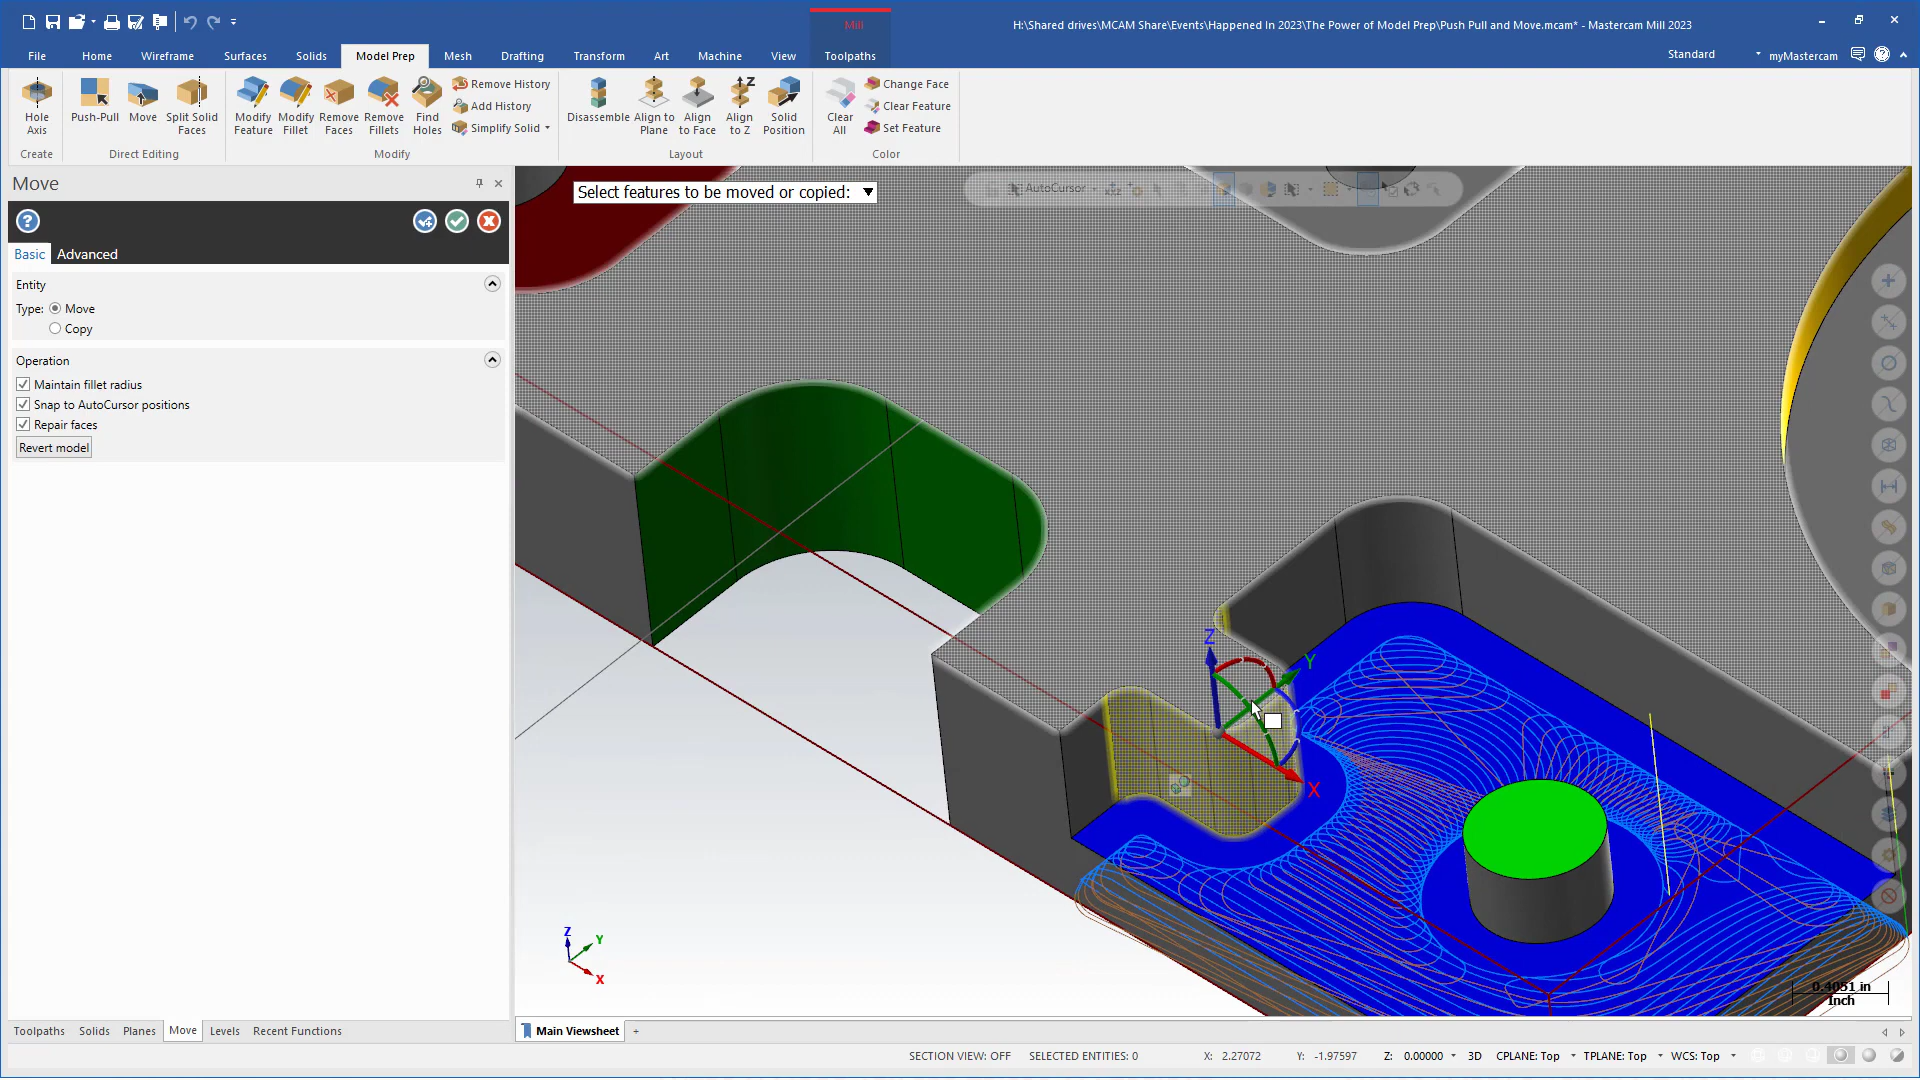 Mill
H:\Shared drives\MCAM Share\Events\Happened In 2023\The Power of Model Prep\Push Pull and Move.mcam* - Mastercam Mill 2023
File Home Wireframe Surfaces Solids Model Prep Mesh Drafting Transform Art Machine View Toolpaths
Standard myMastercam
Hole Axis
Create
Push-Pull Move Split Solid Faces
Direct Editing
Modify Feature Modify Fillet Remove Faces Remove Fillets Find Holes
Remove History
Add History
Simplify Solid
Modify
Disassemble Align to Plane Align to Face Align to Z Solid Position
Layout
Clear All
Change Face
Clear Feature
Set Feature
Color
Move
Basic Advanced
Entity
Type: Move
Copy
Operation
Maintain fillet radius
Snap to AutoCursor positions
Repair faces
Revert model
Select features to be moved or copied:
AutoCursor
Z
Y
X
Z
Y
X
0.4051 in
Inch
Toolpaths Solids Planes Move Levels Recent Functions
Main Viewsheet +
SECTION VIEW: OFF SELECTED ENTITIES: 0 X: 2.27072 Y: -1.97597 Z: 0.00000 3D CPLANE: Top TPLANE: Top WCS: Top